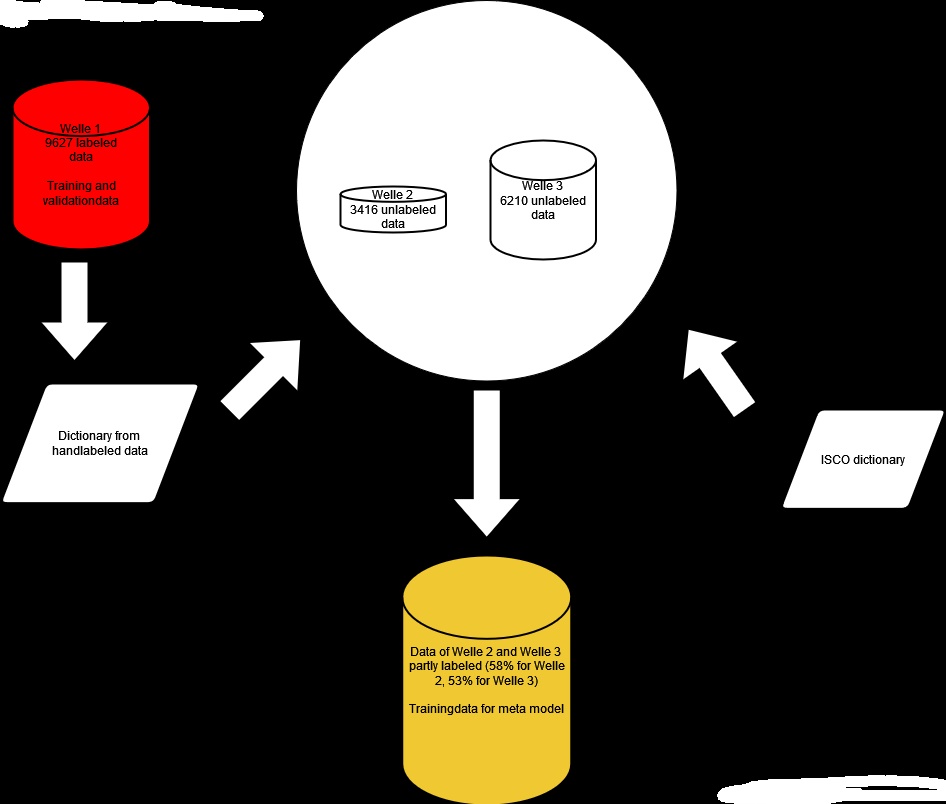 Welle 1
9627 labeled
data
Training and
validationdata
Welle 2
3416 unlabeled
data
Welle 3
6210 unlabeled
data
Dictionary from
handlabeled data
ISCO dictionary
Data of Welle 2 and Welle 3
partly labeled (58% for Welle
2, 53% for Welle 3)
Trainingdata for meta model